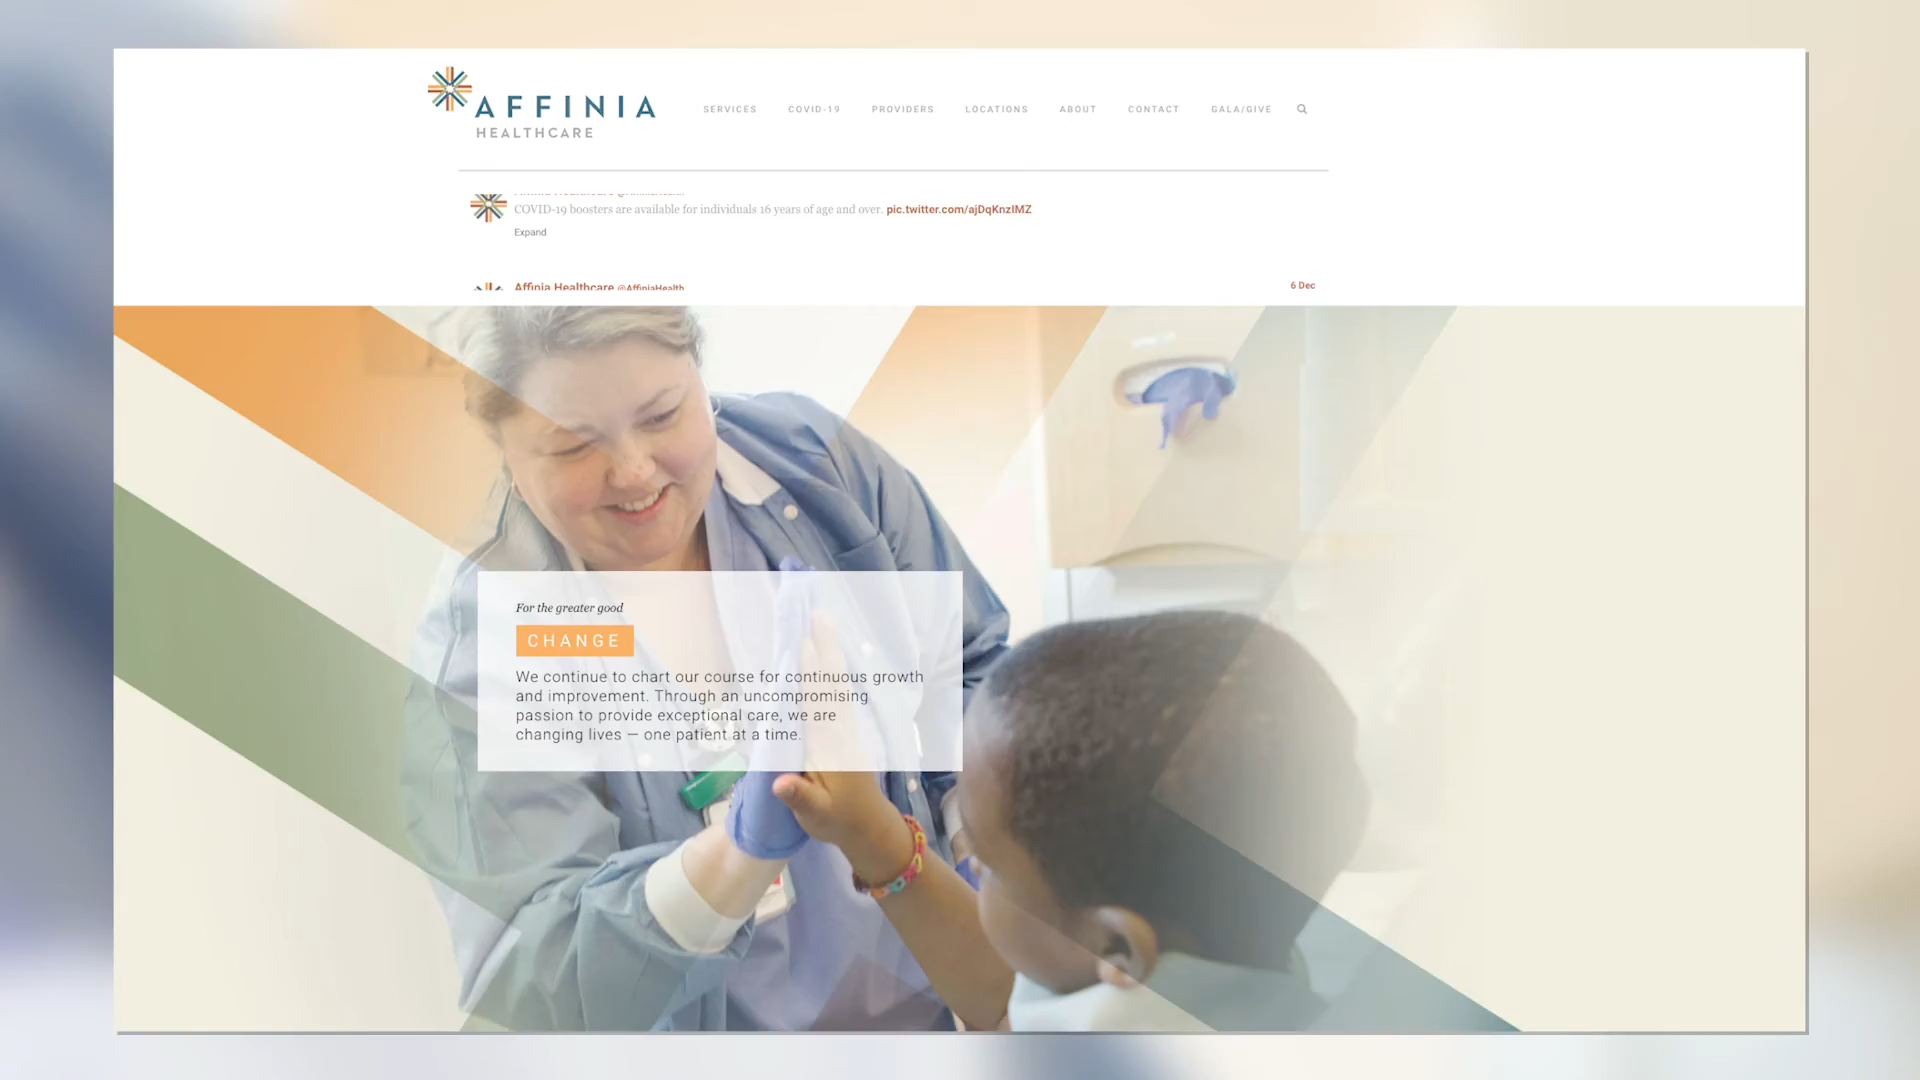 AFFINIA
HEALTHCARE
SERVICES COVID-19 PROVIDERS LOCATIONS ABOUT CONTACT GALA/GIVE
COVID-19 boosters are available for individuals 16 years of age and over. pic.twitter.com/ajDqKnzIMZ
Expand
Affinia Healthcare @AffiniaHealth 6 Dec
For the greater good
CHANGE
We continue to chart our course for continuous growth
and improvement. Through an uncompromising
passion to provide exceptional care, we are
changing lives — one patient at a time.